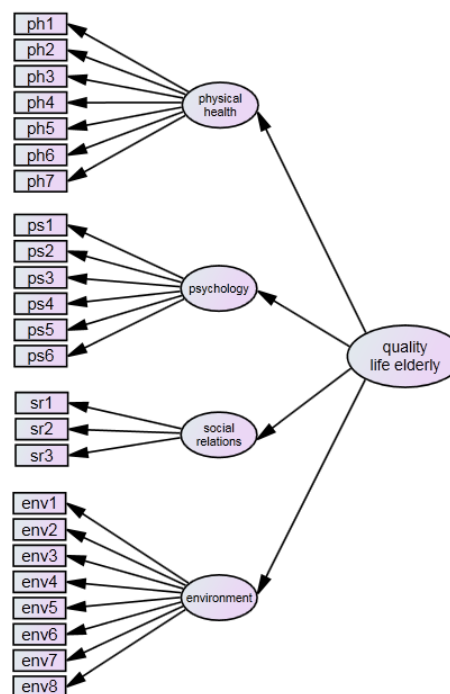 ph1
ph2
ph3
ph4
ph5
ph6
ph7
physical
health
ps1
ps2
ps3
ps4
ps5
ps6
psychology
quality
life elderly
sr1
sr2
sr3
social
relations
env1
env2
env3
env4
env5
env6
env7
env8
environment